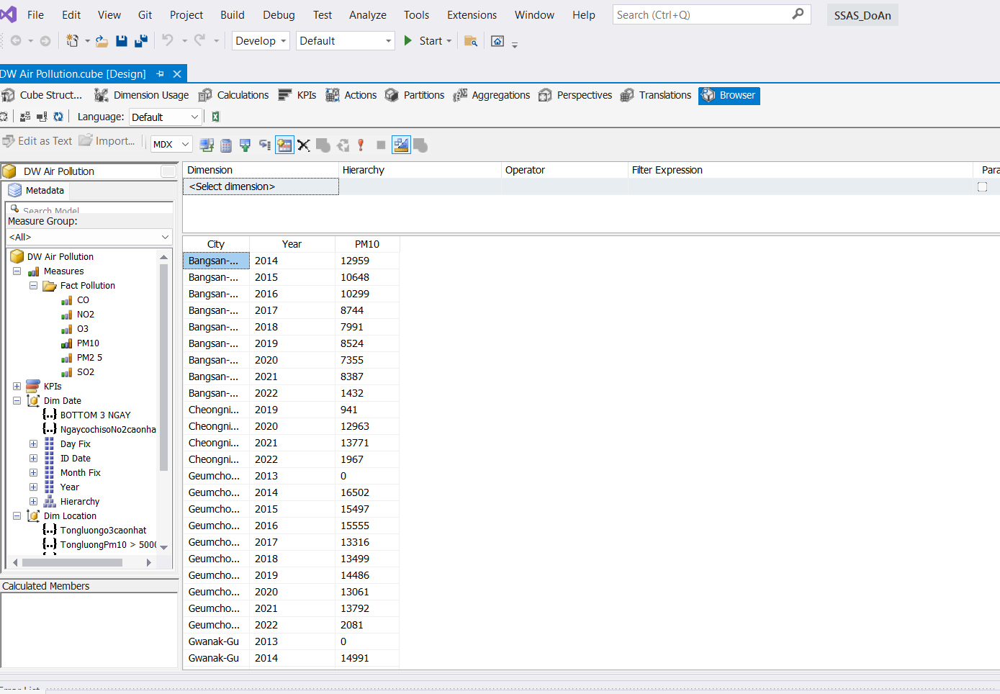 File Edit View Git Project Build Debug Test Analyze Tools Extensions Window Help Search (Ctrl+Q) SSAS_DoAn
Develop Default Start
DW Air Pollution.cube [Design]
Cube Struct... Dimension Usage Calculations KPIs Actions Partitions Aggregations Perspectives Translations Browser
Language: Default
Edit as Text Import... MDX
DW Air Pollution
Metadata
Search Model
Measure Group:
<All>
DW Air Pollution
Measures
Fact Pollution
CO
NO2
O3
PM10
PM2 5
SO2
KPIs
Dim Date
BOTTOM 3 NGAY
NgaycochisoNo2caonha
Day Fix
ID Date
Month Fix
Year
Hierarchy
Dim Location
Tongluongo3caonhat
TongluongPm10 > 5000
Calculated Members
Dimension Hierarchy Operator Filter Expression Para
<Select dimension>
City Year PM10
Bangsan-... 2014 12959
Bangsan-... 2015 10648
Bangsan-... 2016 10299
Bangsan-... 2017 8744
Bangsan-... 2018 7991
Bangsan-... 2019 8524
Bangsan-... 2020 7355
Bangsan-... 2021 8387
Bangsan-... 2022 1432
Cheongni... 2019 941
Cheongni... 2020 12963
Cheongni... 2021 13771
Cheongni... 2022 1967
Geumcho... 2013 0
Geumcho... 2014 16502
Geumcho... 2015 15497
Geumcho... 2016 15555
Geumcho... 2017 13316
Geumcho... 2018 13499
Geumcho... 2019 14486
Geumcho... 2020 13061
Geumcho... 2021 13792
Geumcho... 2022 2081
Gwanak-Gu 2013 0
Gwanak-Gu 2014 14991
Error List